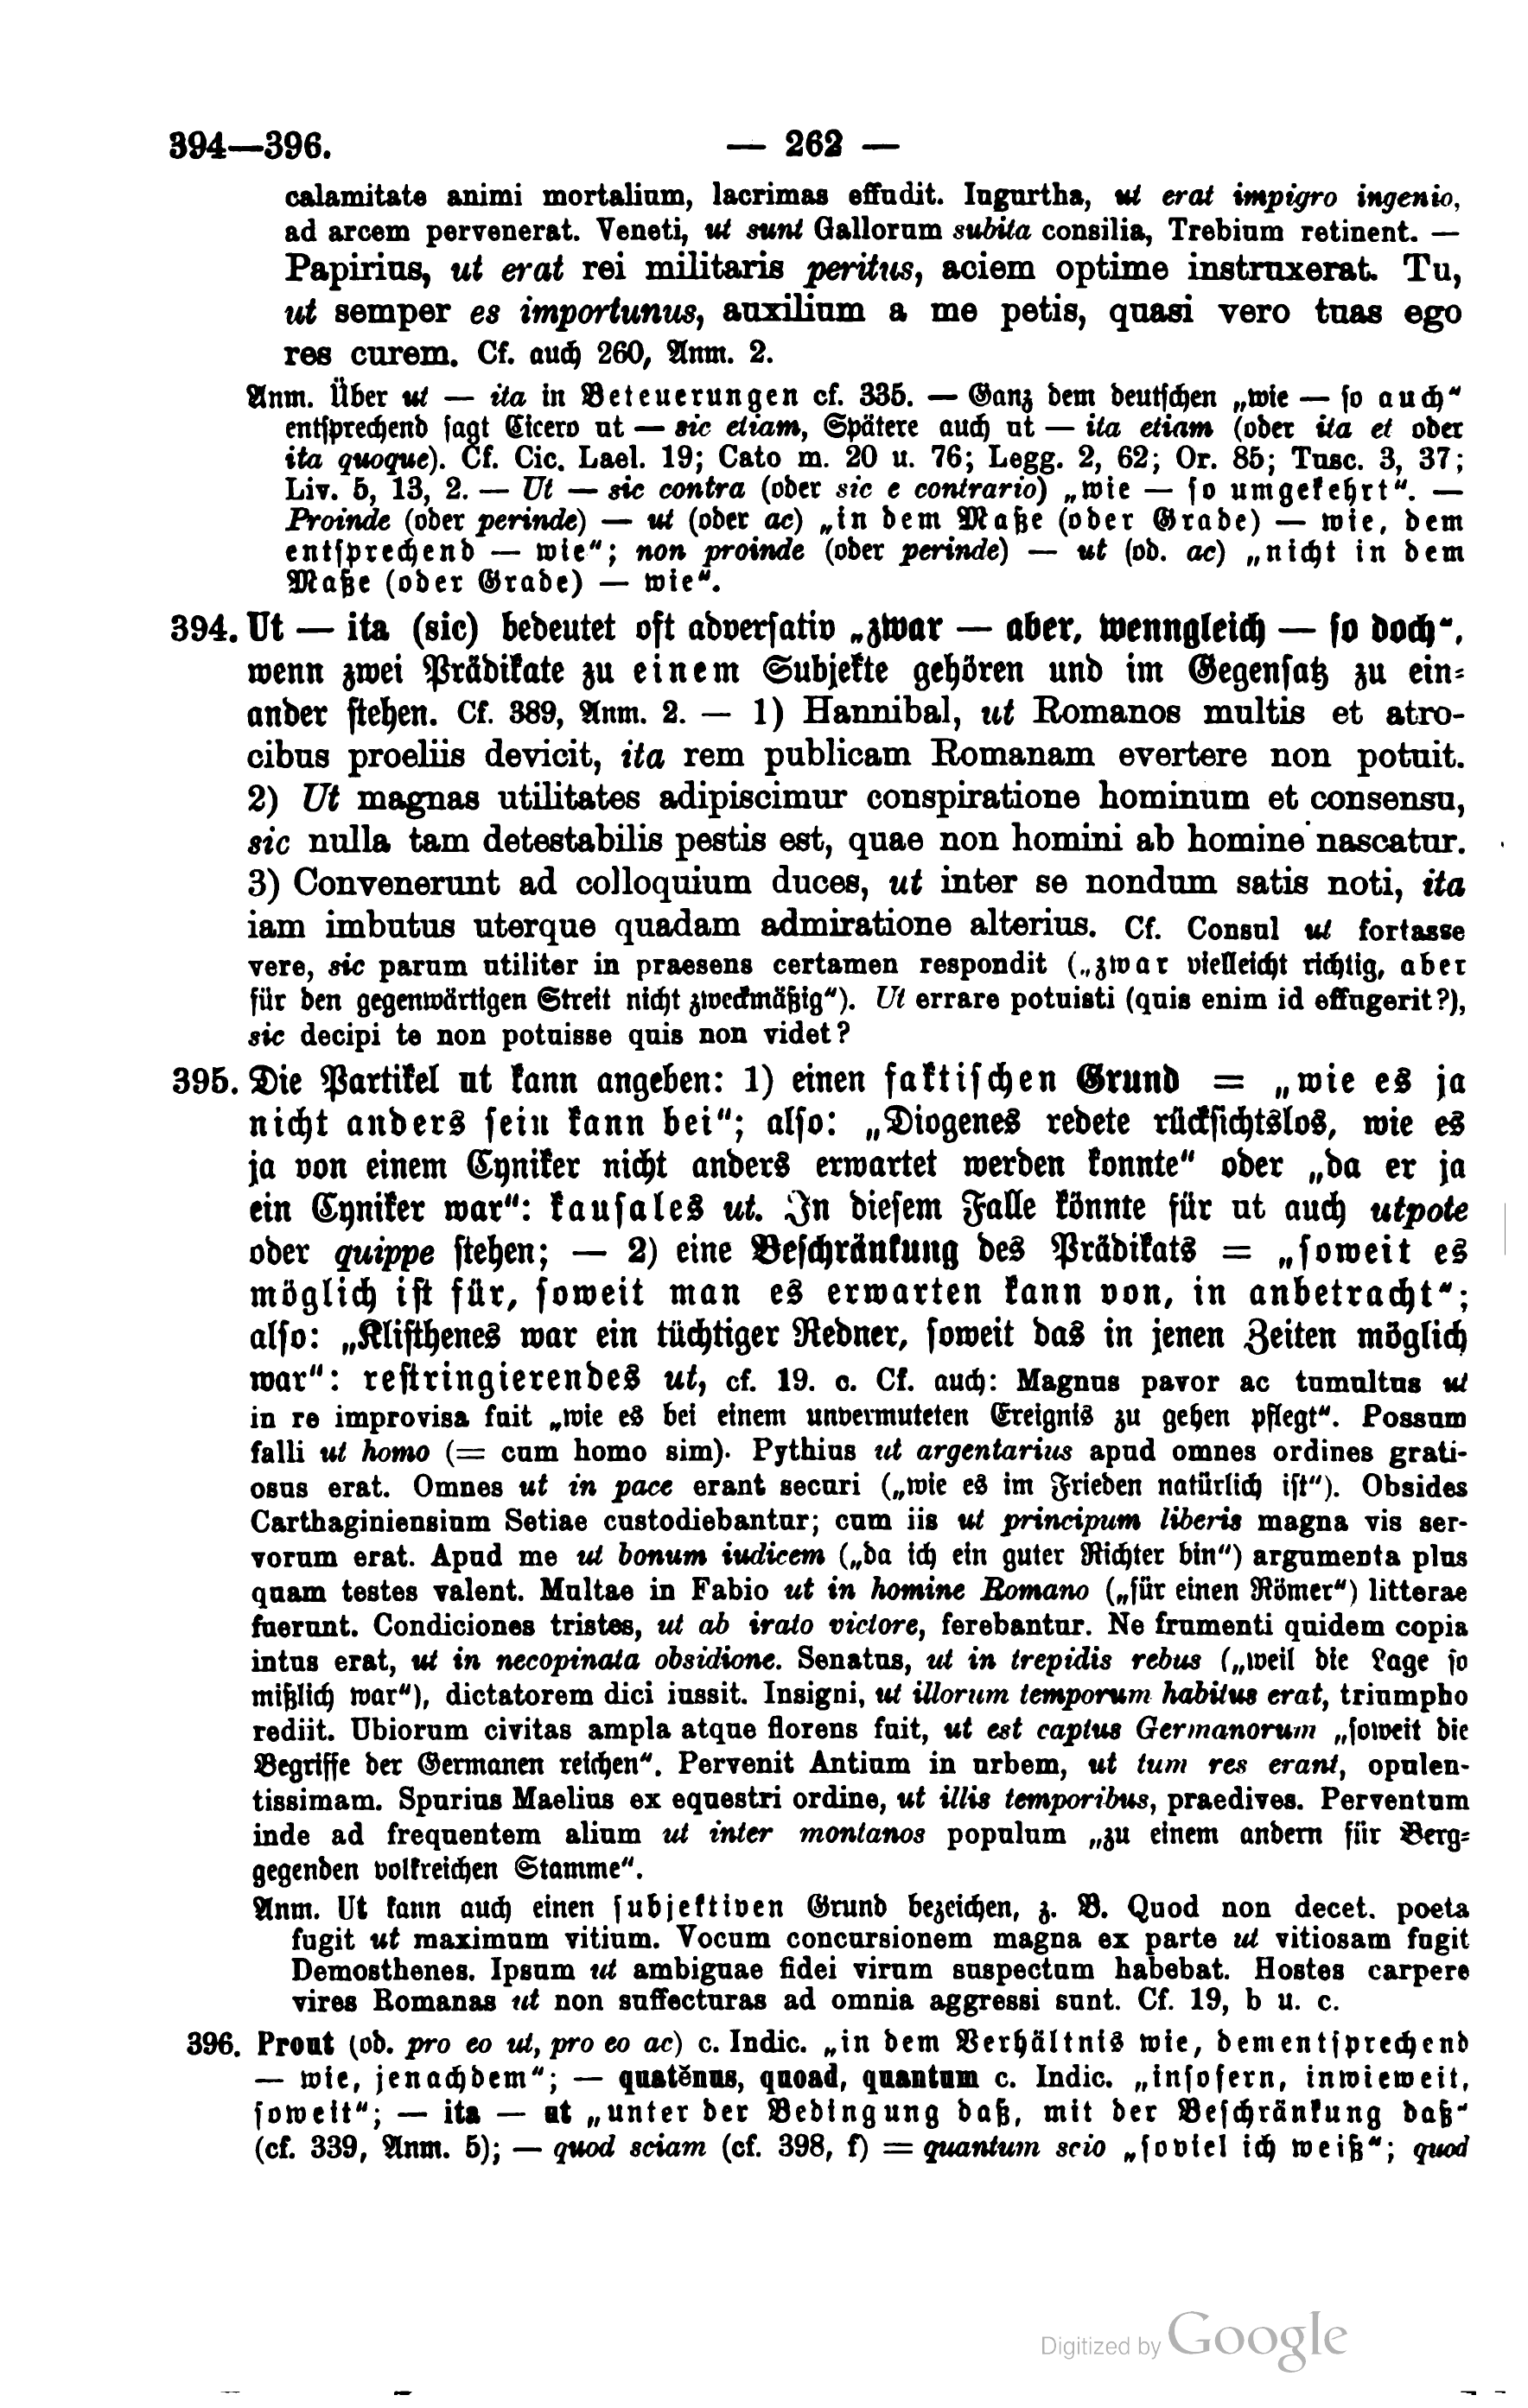 394—396.
— 262 —
calamitate animi mortalium, lacrimas effudit. Iugurtha, ut erat impigro ingenio,
ad arcem pervenerat. Veneti, ut sunt Gallorum subita consilia, Trebium retinent. —
Papirius, ut erat rei militaris peritus, aciem optime instruxerat. Tu,
ut semper es importunus, auxilium a me petis, quasi vero tuas ego
res curem. Cf. auch 260, Anm. 2.
Anm. Über ut — ita in Beteuerungen cf. 335. — Ganz dem deutschen „wie — so auch“
entsprechend sagt Cicero ut — sic etiam, Spätere auch ut — ita etiam (oder ita et oder
ita quoque). Cf. Cic. Lael. 19; Cato m. 20 u. 76; Legg. 2, 62; Or. 85; Tusc. 3, 37;
Liv. 5, 13, 2. — Ut — sic contra (oder sic e contrario) „wie — so umgekehrt“. —
Proinde (oder perinde) — ut (oder ac) „in dem Maße (oder Grade) — wie, dem
entsprechend — wie“; non proinde (oder perinde) — ut (ob. ac) „nicht in dem
Maße (oder Grade) — wie“.
394. Ut — ita (sic) bedeutet oft adversativ „zwar — aber, wenngleich — so doch“,
wenn zwei Prädikate zu einem Subjekte gehören und im Gegensatz zu ein-
ander stehen. Cf. 389, Anm. 2. — 1) Hannibal, ut Romanos multis et atro-
cibus proeliis devicit, ita rem publicam Romanam evertere non potuit.
2) Ut magnas utilitates adipiscimur conspiratione hominum et consensu,
sic nulla tam detestabilis pestis est, quae non homini ab homine nascatur.
3) Convenerunt ad colloquium duces, ut inter se nondum satis noti, ita
iam imbutus uterque quadam admiratione alterius. Cf. Consul ut fortasse
vere, sic parum utiliter in praesens certamen respondit („zwar vielleicht richtig, aber
für den gegenwärtigen Streit nicht zweckmäßig“). Ut errare potuisti (quis enim id effugerit?),
sic decipi te non potuisse quis non videt?
395. Die Partikel ut kann angeben: 1) einen faktischen Grund = „wie es ja
nicht anders sein kann bei“; also: „Diogenes redete rücksichtslos, wie es
ja von einem Cyniker nicht anders erwartet werden konnte“ oder „da er ja
ein Cyniker war“: kausales ut. In diesem Falle könnte für ut auch utpote
oder quippe stehen; — 2) eine Beschränkung des Prädikats = „soweit es
möglich ist für, soweit man es erwarten kann von, in anbetracht“;
also: „Klisthenes war ein tüchtiger Redner, soweit das in jenen Zeiten möglich
war“: restringierendes ut, cf. 19. c. Cf. auch: Magnus pavor ac tumultus ut
in re improvisa fuit „wie es bei einem unvermuteten Ereignis zu gehen pflegt“. Possum
falli ut homo (= cum homo sim). Pythius ut argentarius apud omnes ordines grati-
osus erat. Omnes ut in pace erant securi („wie es im Frieden natürlich ist“). Obsides
Carthaginiensium Setiae custodiebantur; cum iis ut principum liberis magna vis ser-
vorum erat. Apud me ut bonum iudicem („da ich ein guter Richter bin“) argumenta plus
quam testes valent. Multae in Fabio ut in homine Romano („für einen Römer“) litterae
fuerunt. Condiciones tristes, ut ab irato victore, ferebantur. Ne frumenti quidem copia
intus erat, ut in necopinata obsidione. Senatus, ut in trepidis rebus („weil die Lage so
mißlich war“), dictatorem dici iussit. Insigni, ut illorum temporum habitus erat, triumpho
rediit. Ubiorum civitas ampla atque florens fuit, ut est captus Germanorum „soweit die
Begriffe der Germanen reichen“. Pervenit Antium in urbem, ut tum res erant, opulen-
tissimam. Spurius Maelius ex equestri ordine, ut illis temporibus, praedives. Perventum
inde ad frequentem alium ut inter montanos populum „zu einem andern für Berg-
gegenden volkreichen Stamme“.
Anm. Ut kann auch einen subjektiven Grund bezeichen, z. B. Quod non decet. poeta
fugit ut maximum vitium. Vocum concursionem magna ex parte ut vitiosam fugit
Demosthenes. Ipsum ut ambiguae fidei virum suspectum habebat. Hostes carpere
vires Romanas ut non suffecturas ad omnia aggressi sunt. Cf. 19, b u. c.
396. Prout (ob. pro eo ut, pro eo ac) c. Indic. „in dem Verhältnis wie, dementsprechend
— wie, jenachdem“; — quatĕnus, quoad, quantum c. Indic. „insofern, inwieweit,
soweit“; — ita — ut „unter der Bedingung daß, mit der Beschränkung daß“
(cf. 339, Anm. 5); — quod sciam (cf. 398, f) = quantum scio „soviel ich weiß“; quod
Digitized by Google